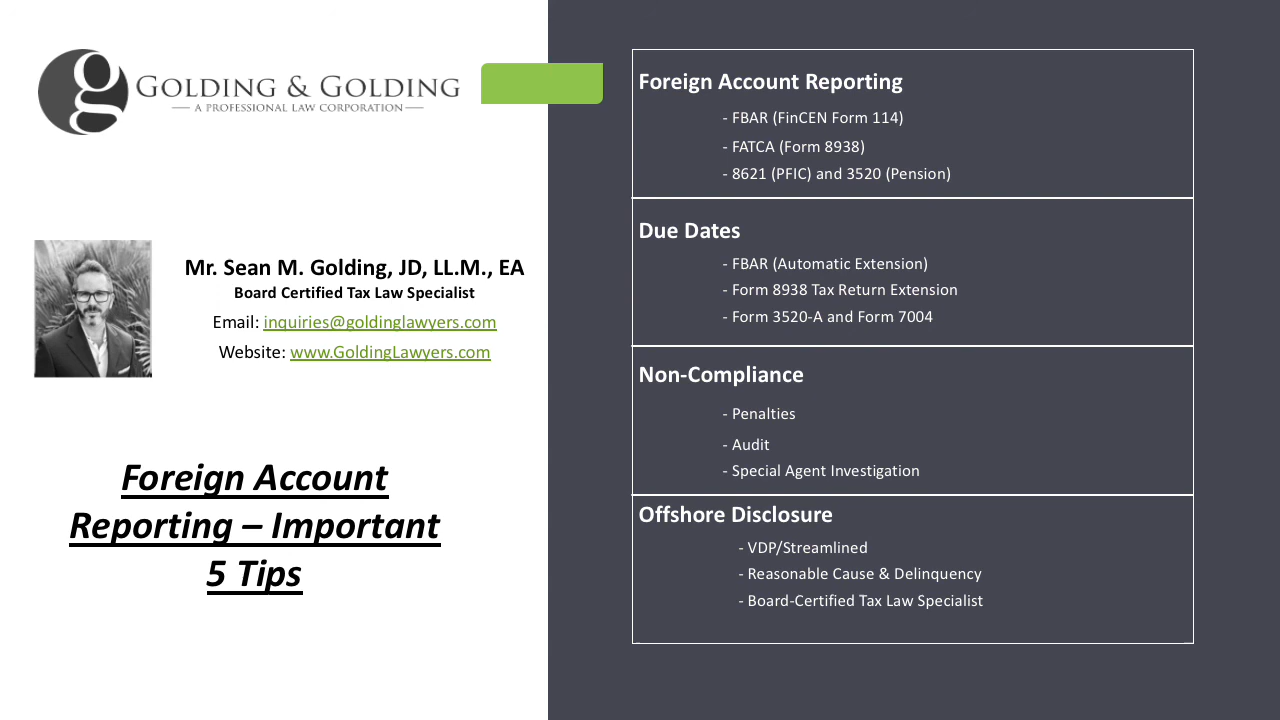 GOLDING & GOLDING
A PROFESSIONAL LAW CORPORATION
Mr. Sean M. Golding, JD, LL.M., EA
Board Certified Tax Law Specialist
Email: inquiries@goldinglawyers.com
Website: www.GoldingLawyers.com
Foreign Account
Reporting – Important
5 Tips
Foreign Account Reporting
- FBAR (FinCEN Form 114)
- FATCA (Form 8938)
- 8621 (PFIC) and 3520 (Pension)
Due Dates
- FBAR (Automatic Extension)
- Form 8938 Tax Return Extension
- Form 3520-A and Form 7004
Non-Compliance
- Penalties
- Audit
- Special Agent Investigation
Offshore Disclosure
- VDP/Streamlined
- Reasonable Cause & Delinquency
- Board-Certified Tax Law Specialist